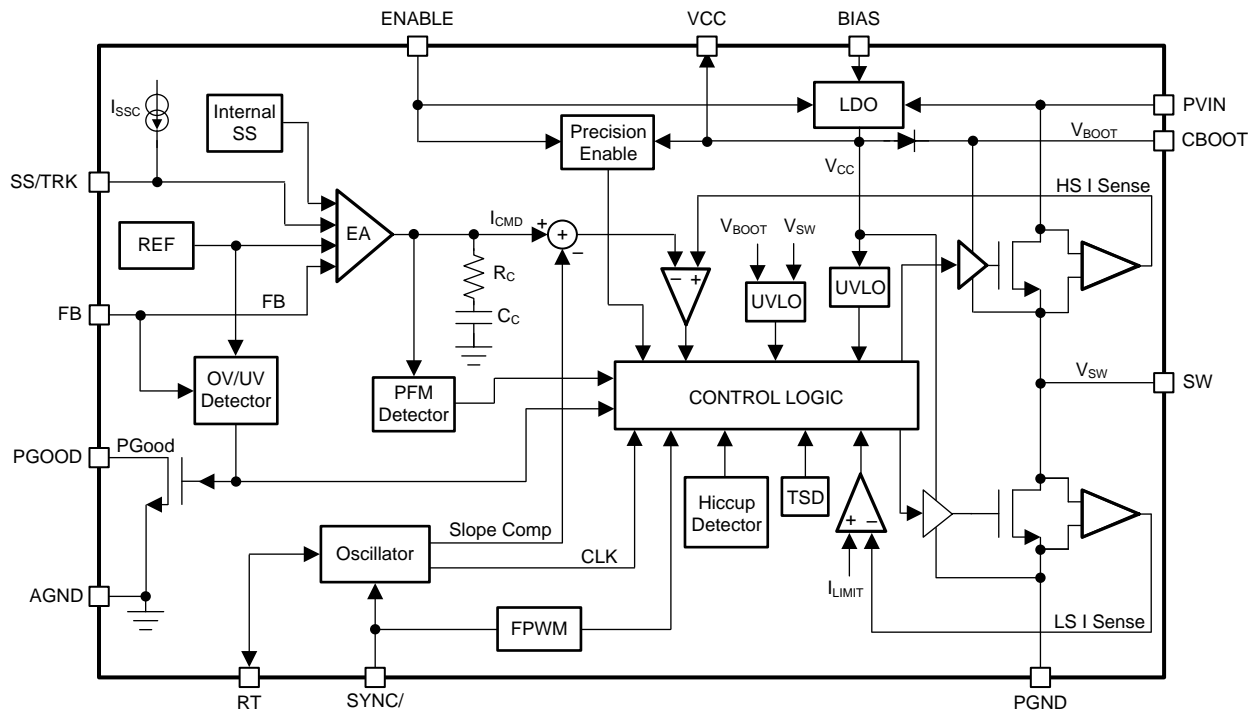 ENABLE
VCC
BIAS
I_SSC
Internal
SS
LDO
PVIN
Precision
Enable
V_BOOT
CBOOT
V_CC
SS/TRK
HS I Sense
EA
I_CMD
+
−
V_BOOT
V_SW
REF
R_C
− +
UVLO
UVLO
FB
FB
C_C
OV/UV
Detector
PFM
Detector
CONTROL LOGIC
V_SW
SW
PGOOD
PGood
Hiccup
Detector
TSD
+ −
Slope Comp
Oscillator
CLK
I_LIMIT
AGND
FPWM
LS I Sense
RT
SYNC/
PGND